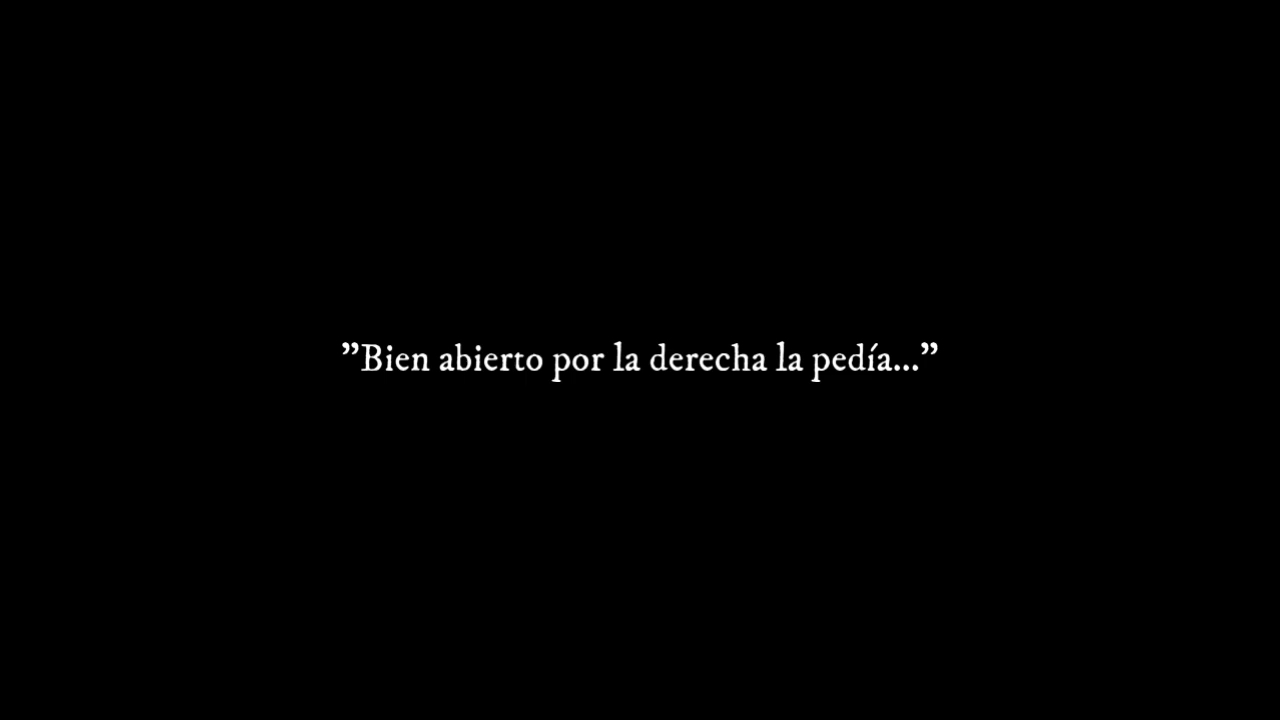 ”Bien abierto por la derecha la pedía...”